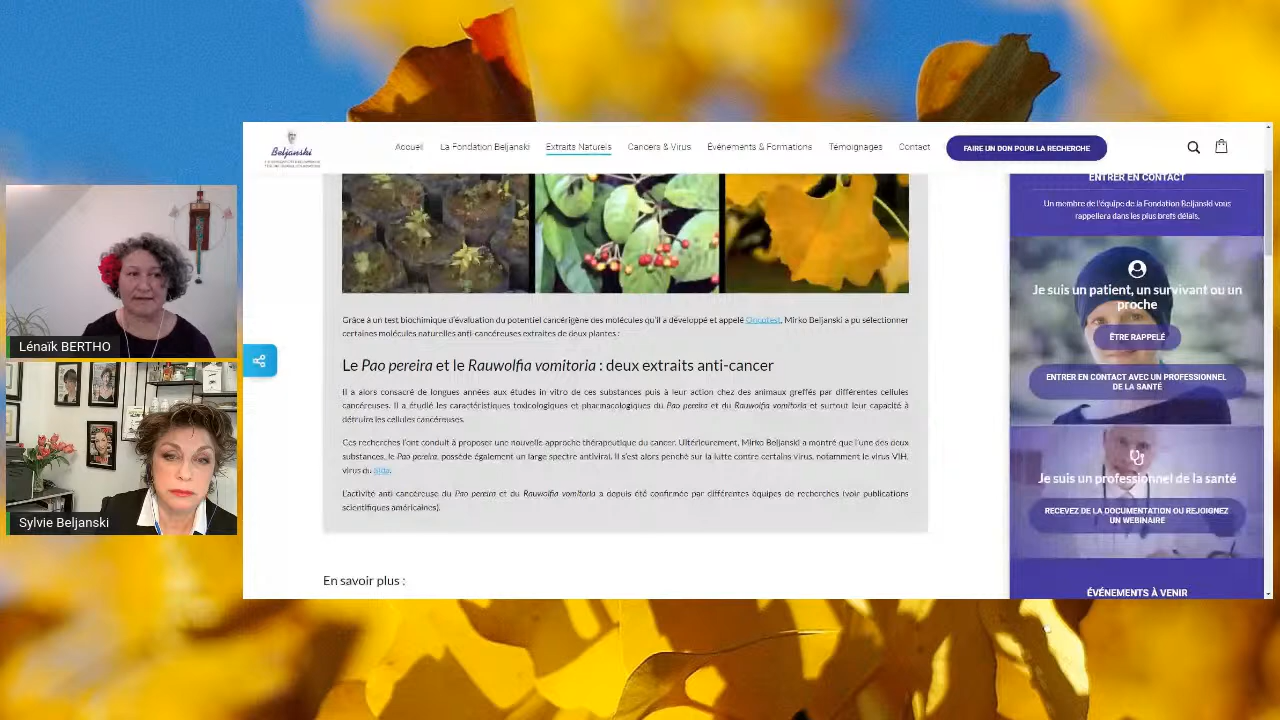 Beljanski
Accueil
La Fondation Beljanski
Extraits Naturels
Cancers & Virus
Événements & Formations
Témoignages
Contact
FAIRE UN DON POUR LA RECHERCHE
ENTRER EN CONTACT
Un membre de l'équipe de la Fondation Beljanski vous
rappellera dans les plus brefs délais.
Je suis un patient, un survivant ou un
proche
ÊTRE RAPPELÉ
ENTRER EN CONTACT AVEC UN PROFESSIONNEL
DE LA SANTÉ
Je suis un professionnel de la santé
RECEVEZ DE LA DOCUMENTATION OU REJOIGNEZ
UN WEBINAIRE
ÉVÉNEMENTS À VENIR
Grâce à un test biochimique d'évaluation du potentiel cancérigène des molécules qu'il a développé et appelé Oncotest, Mirko Beljanski a pu sélectionner
certaines molécules naturelles anti-cancéreuses extraites de deux plantes :
Le Pao pereira et le Rauwolfia vomitoria : deux extraits anti-cancer
Il a alors consacré de longues années aux études in vitro de ces substances puis à leur action chez des animaux greffés par différentes cellules
cancéreuses. Il a étudié les caractéristiques toxicologiques et pharmacologiques du Pao pereira et du Rauwolfia vomitoria et surtout leur capacité à
détruire les cellules cancéreuses.
Ces recherches l'ont conduit à proposer une nouvelle approche thérapeutique du cancer. Ultérieurement, Mirko Beljanski a montré que l'une des deux
substances, le Pao pereira, possède également un large spectre antiviral. Il s'est alors penché sur la lutte contre certains virus, notamment le virus VIH,
virus du Sida.
L'activité anti cancéreuse du Pao pereira et du Rauwolfia vomitoria a depuis été confirmée par différentes équipes de recherches (voir publications
scientifiques américaines).
En savoir plus :
Lénaïk BERTHO
Sylvie Beljanski